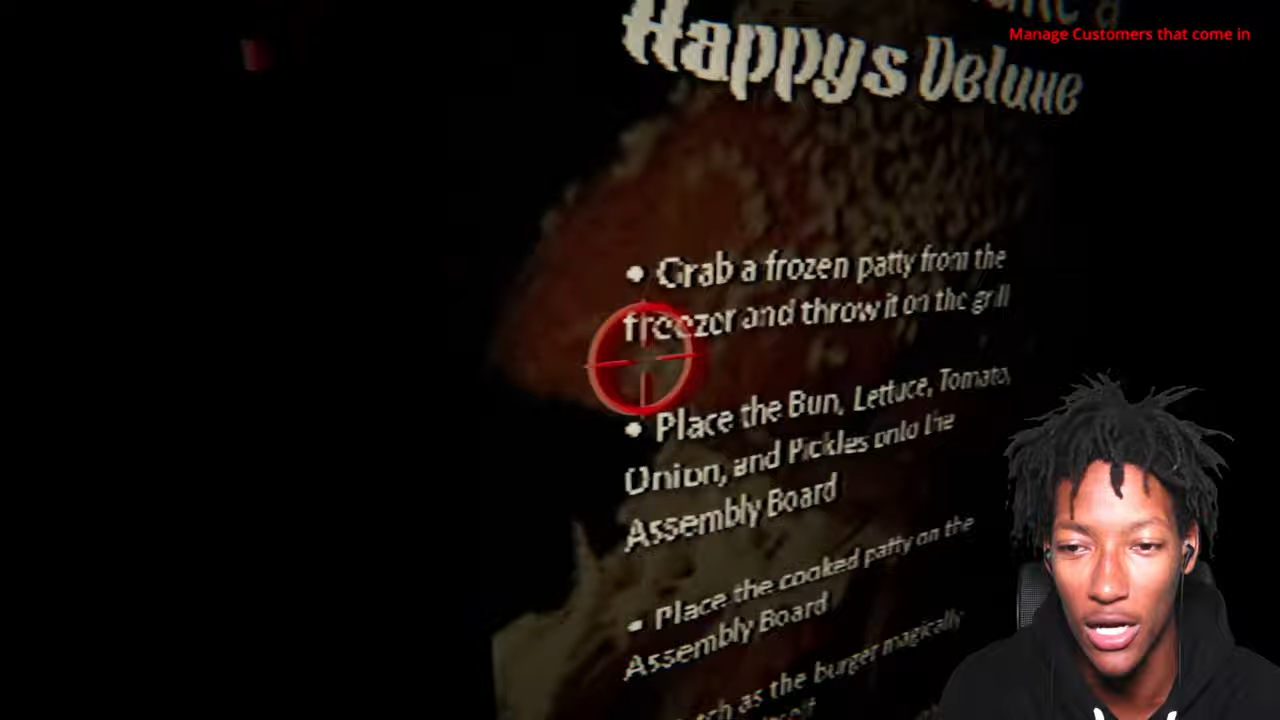 a
Manage Customers that come in
Happys Deluxe
• Grab a frozen patty from the
freezer and throw it on the grill
• Place the Bun, Lettuce, Tomato,
Onion, and Pickles onto the
Assembly Board
• Place the cooked patty on the
Assembly Board
as the burger magically